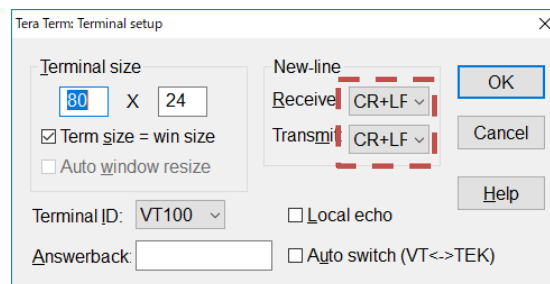 Tera Term: Terminal setup
Terminal size
80 X 24
Term size = win size
Auto window resize
Terminal ID: VT100
Answerback:
New-line
Receive CR+LF
Transmit CR+LF
Local echo
Auto switch (VT<->TEK)
OK
Cancel
Help